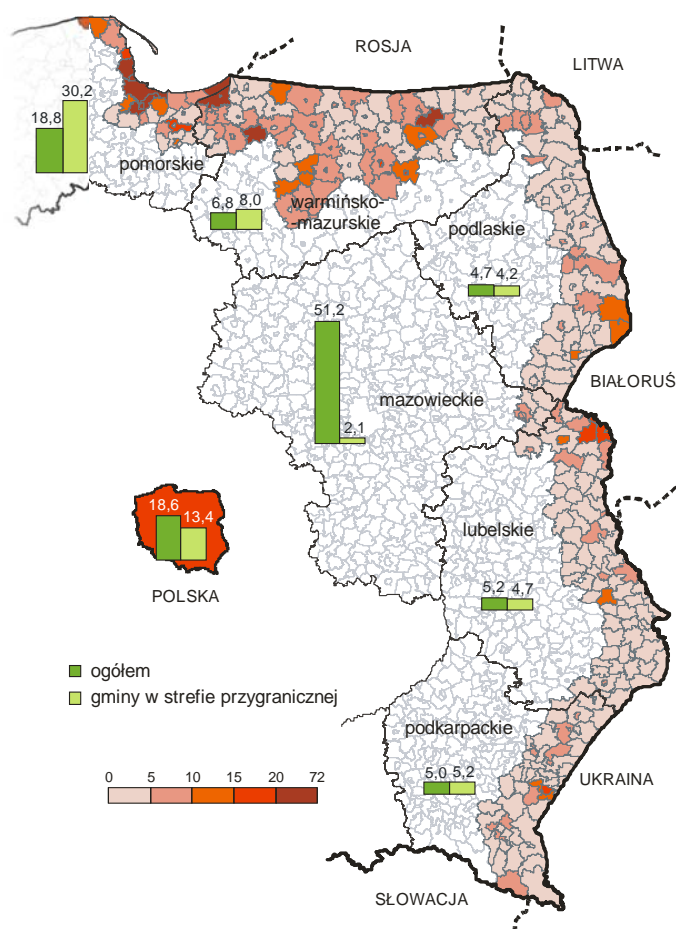 ROSJA
LITWA
30,2
18,8
pomorskie
6,8
8,0
warmińsko-
mazurskie
podlaskie
4,7
4,2
51,2
2,1
mazowieckie
BIAŁORUŚ
18,6
13,4
POLSKA
lubelskie
5,2
4,7
ogółem
gminy w strefie przygranicznej
podkarpackie
5,0
5,2
0 5 10 15 20 72
UKRAINA
SŁOWACJA